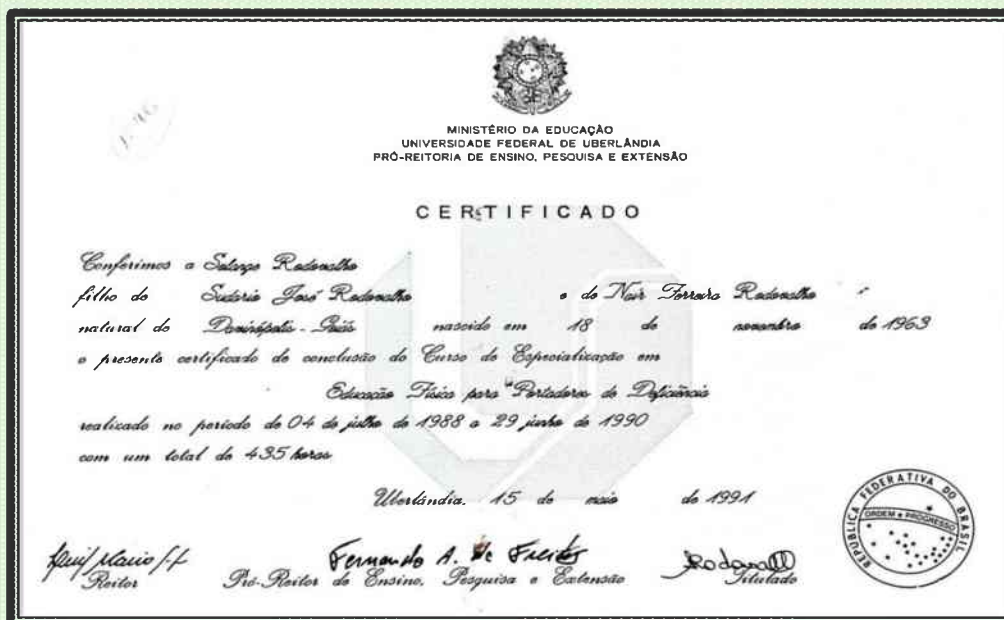 MINISTÉRIO DA EDUCAÇÃO
UNIVERSIDADE FEDERAL DE UBERLÂNDIA
PRÓ-REITORIA DE ENSINO, PESQUISA E EXTENSÃO
CERTIFICADO
Conferimos a Solange Rodovalho
filho de Sudário José Rodovalho e de Nair Ferreira Rodovalho
natural de Davinópolis - Goiás nascido em 18 de novembro de 1963
o presente certificado de conclusão do Curso de Especialização em
Educação Física para "Portadores de Deficiência
realizado no período de 04 de julho de 1988 a 29 junho de 1990
com um total de 435 horas
Uberlândia, 15 de maio de 1991
Fernando A. de Freitas
Reitor Pró-Reitor de Ensino, Pesquisa e Extensão Titulado
REPÚBLICA FEDERATIVA DO BRASIL
ORDEM E PROGRESSO